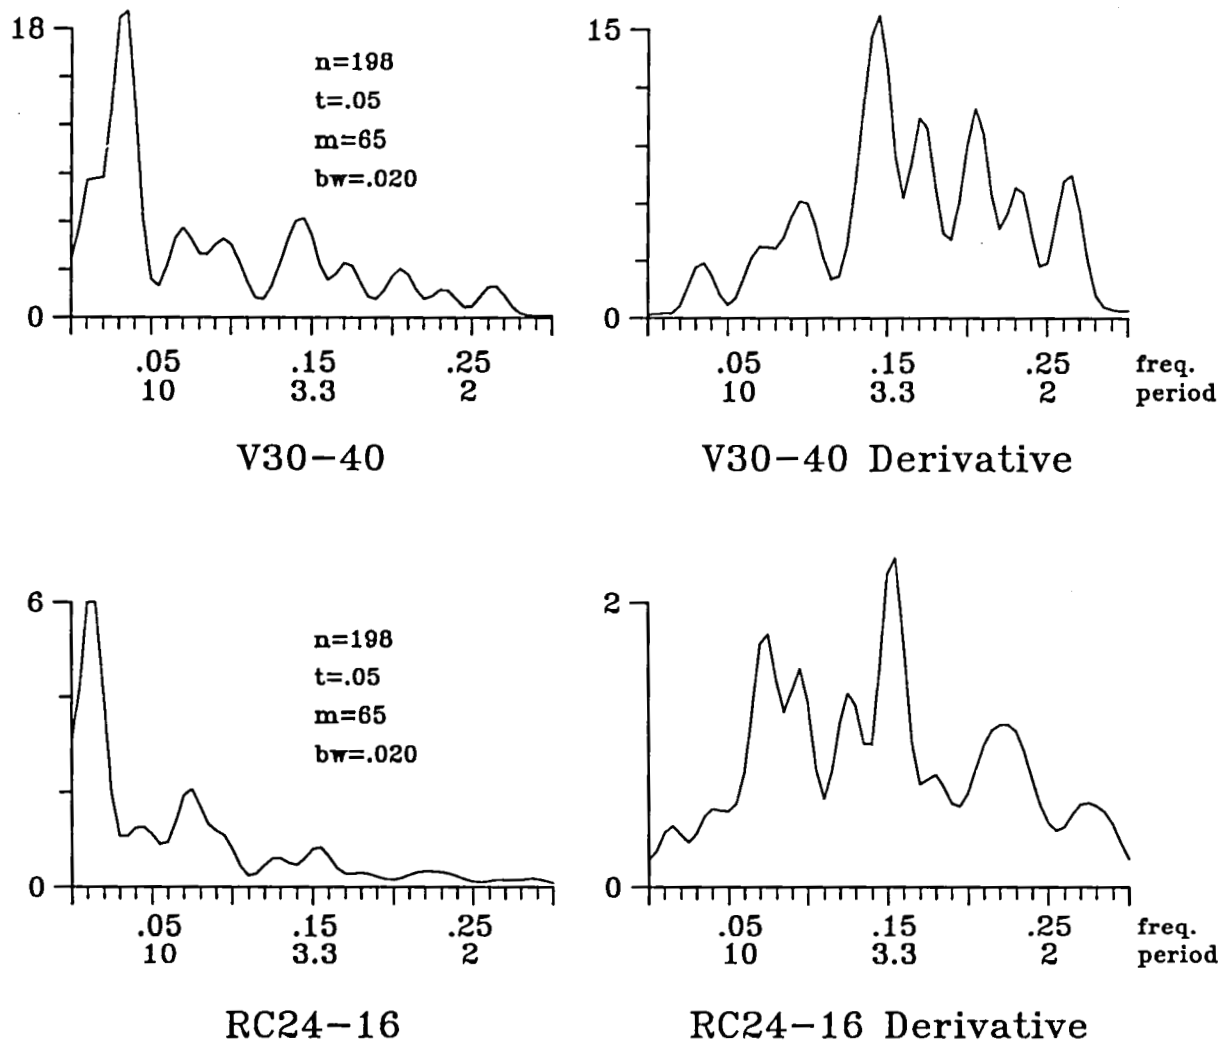 18
n=198
t=.05
m=65
bw=.020
0
.05 .15 .25
10 3.3 2
V30-40
15
0
.05 .15 .25 freq.
10 3.3 2 period
V30-40 Derivative
6
n=198
t=.05
m=65
bw=.020
0
.05 .15 .25
10 3.3 2
RC24-16
2
0
.05 .15 .25 freq.
10 3.3 2 period
RC24-16 Derivative